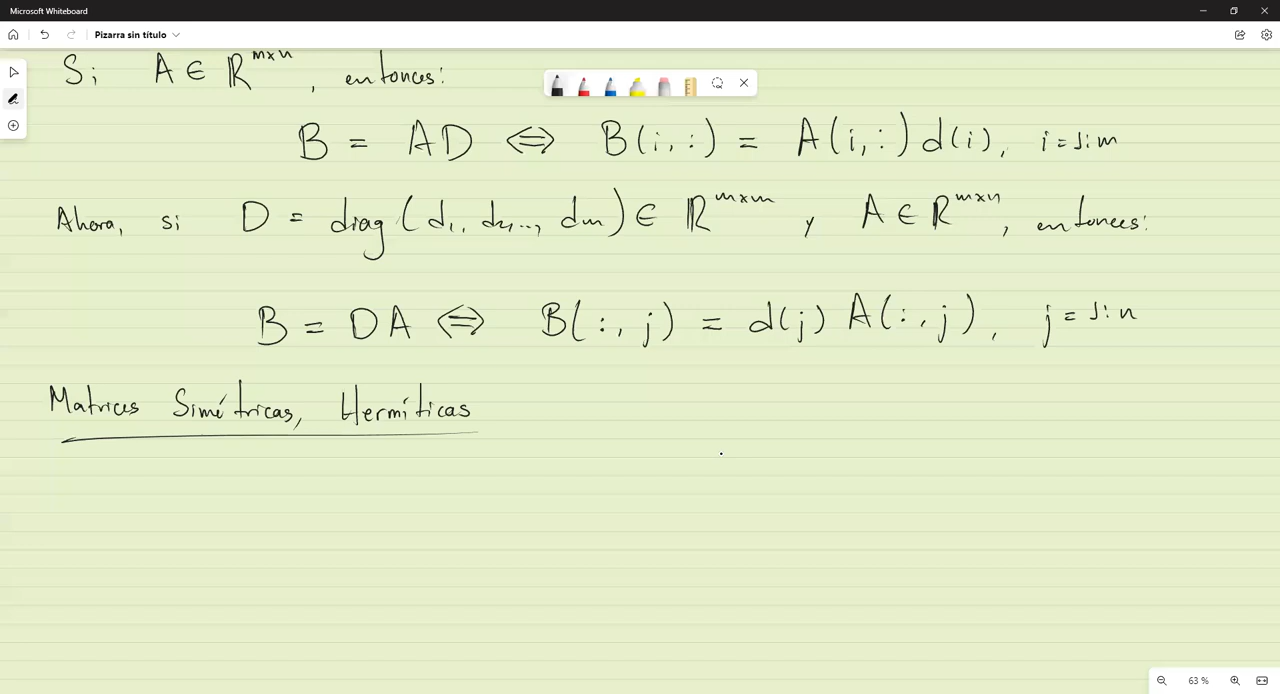 Microsoft Whiteboard
Pizarra sin título
Si A ∈ ℝ^{m×n}, entonces:
B = AD ⟺ B(i,:) = A(i,:)d(i), i=1:m
Ahora, si D = diag(d₁, d₂,..., dₘ) ∈ ℝ^{m×m} y A ∈ ℝ^{m×n}, entonces:
B = DA ⟺ B(:,j) = d(j) A(:,j), j=1:n
Matrices Simétricas, Hermíticas
63 %